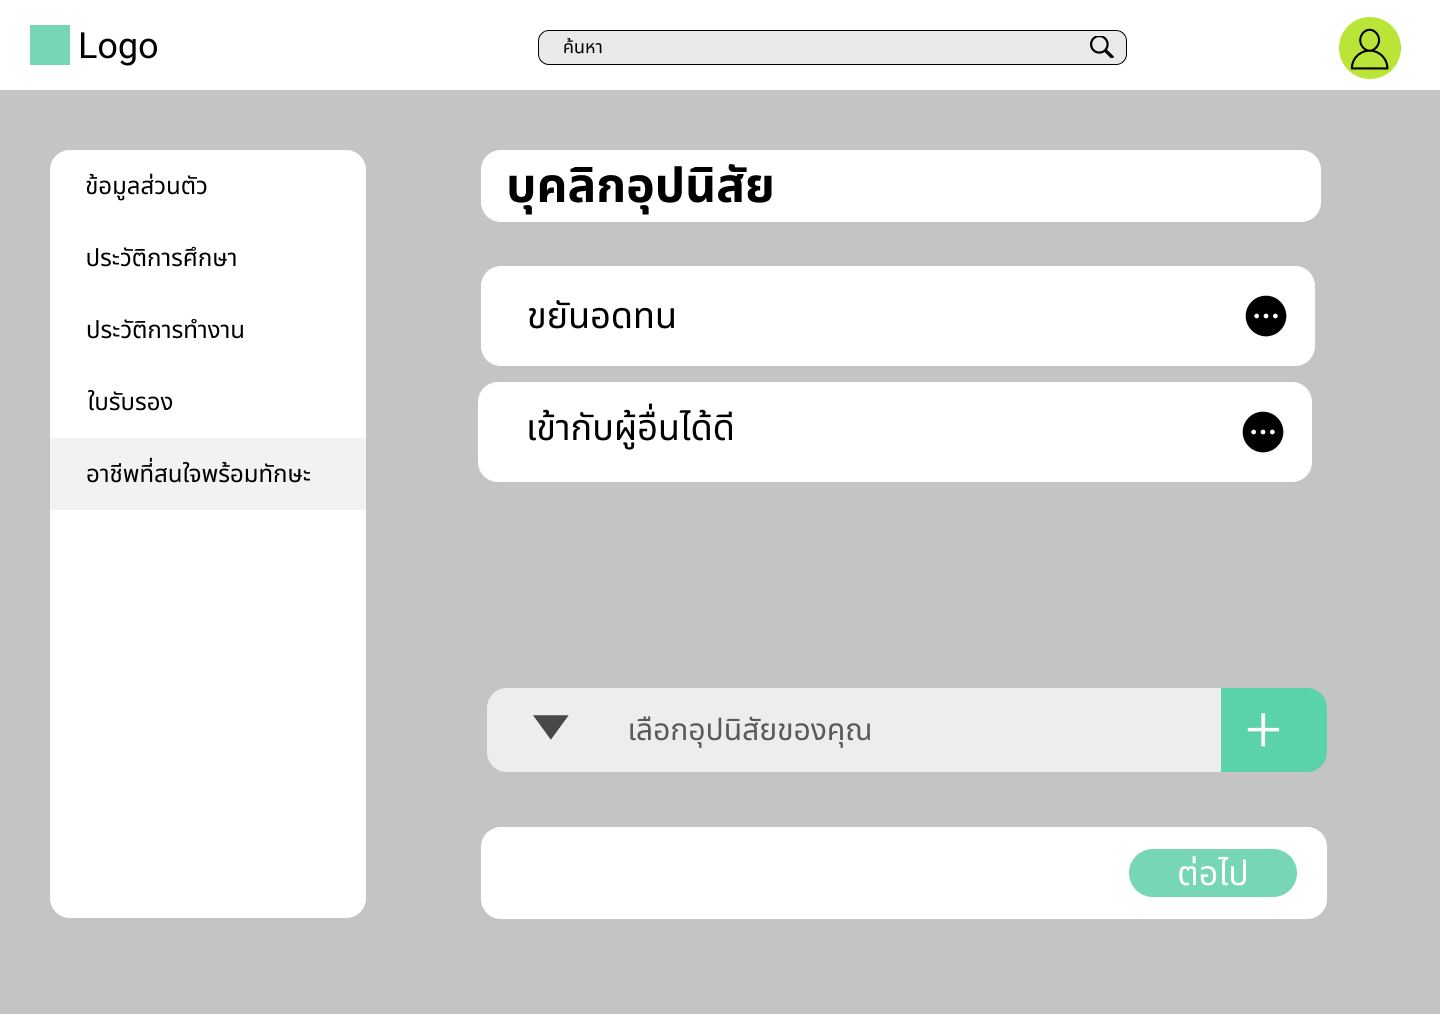 Logo
ค้นหา
ข้อมูลส่วนตัว
ประวัติการศึกษา
ประวัติการทำงาน
ใบรับรอง
อาชีพที่สนใจพร้อมทักษะ
บุคลิกอุปนิสัย
ขยันอดทน
เข้ากับผู้อื่นได้ดี
เลือกอุปนิสัยของคุณ
ต่อไป